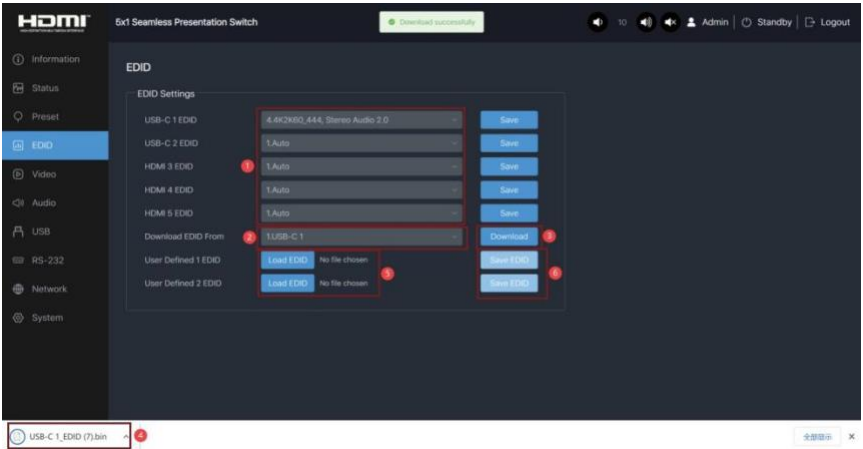 HDMI
HIGH-DEFINITION MULTIMEDIA INTERFACE
5x1 Seamless Presentation Switch
Download successfully
10
Admin | Standby | Logout
Information
Status
Preset
EDID
Video
Audio
USB
RS-232
Network
System
EDID
EDID Settings
USB-C 1 EDID 4.4K2K60_444, Stereo Audio 2.0 Save
USB-C 2 EDID 1.Auto Save
HDMI 3 EDID 1 1.Auto Save
HDMI 4 EDID 1.Auto Save
HDMI 5 EDID 1.Auto Save
Download EDID From 2 1.USB-C 1 Download 3
User Defined 1 EDID Load EDID No file chosen Save EDID
5 6
User Defined 2 EDID Load EDID No file chosen Save EDID
USB-C 1_EDID (7).bin 4 全部显示